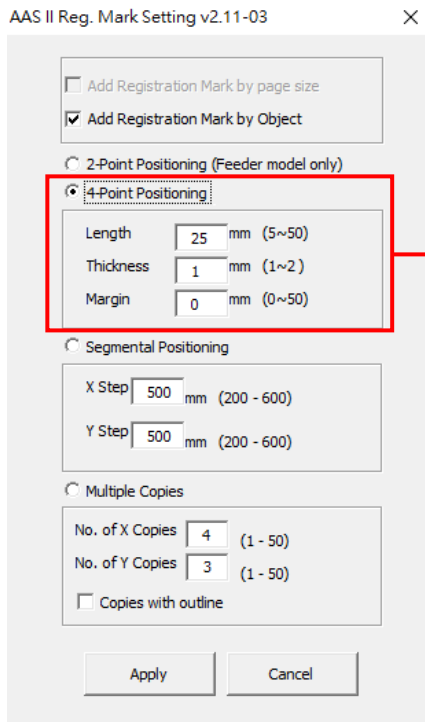 AAS II Reg. Mark Setting v2.11-03
Add Registration Mark by page size
Add Registration Mark by Object
2-Point Positioning (Feeder model only)
4-Point Positioning
Length 25 mm (5~50)
Thickness 1 mm (1~2 )
Margin 0 mm (0~50)
Segmental Positioning
X Step 500 mm (200 - 600)
Y Step 500 mm (200 - 600)
Multiple Copies
No. of X Copies 4 (1 - 50)
No. of Y Copies 3 (1 - 50)
Copies with outline
Apply Cancel